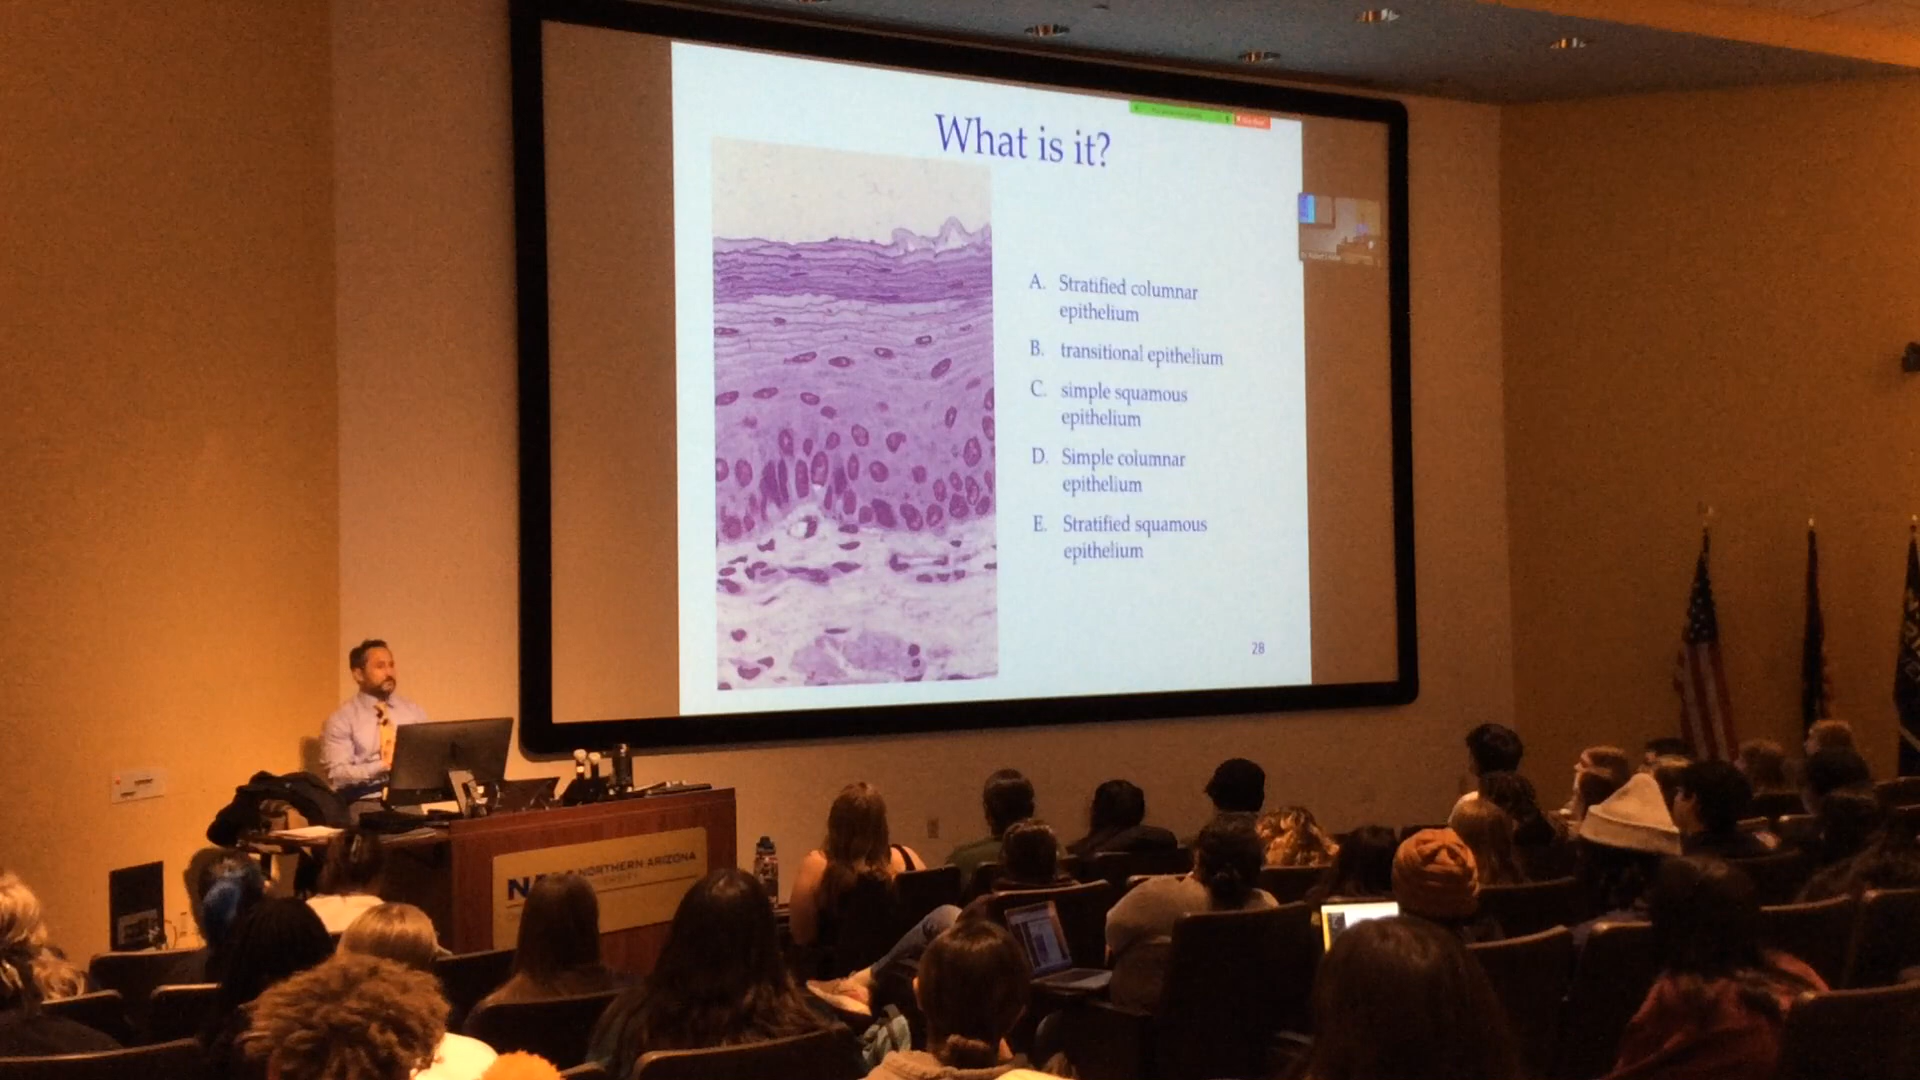 What is it?
A. Stratified columnar
epithelium
B. transitional epithelium
C. simple squamous
epithelium
D. Simple columnar
epithelium
E. Stratified squamous
epithelium
28
NORTHERN ARIZONA